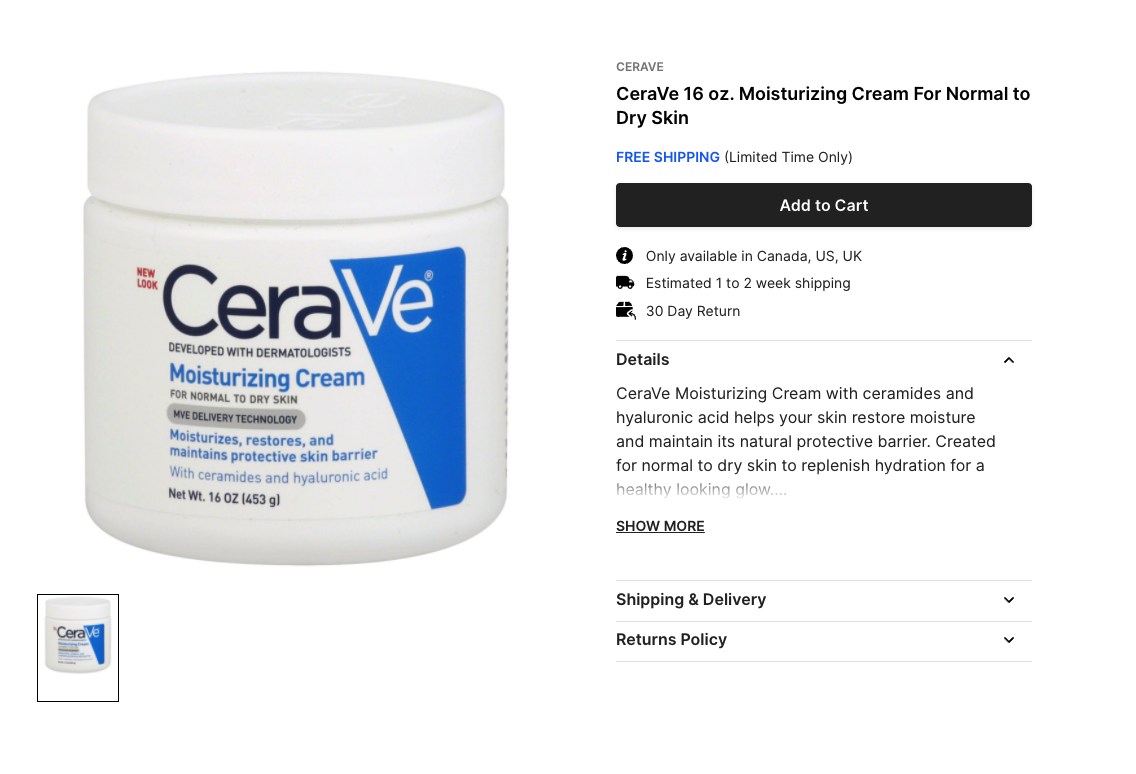 NEW
LOOK
CeraVe®
DEVELOPED WITH DERMATOLOGISTS
Moisturizing Cream
FOR NORMAL TO DRY SKIN
MVE DELIVERY TECHNOLOGY
Moisturizes, restores, and
maintains protective skin barrier
With ceramides and hyaluronic acid
Net Wt. 16 OZ (453 g)
CeraVe
CERAVE
CeraVe 16 oz. Moisturizing Cream For Normal to
Dry Skin
FREE SHIPPING (Limited Time Only)
Add to Cart
Only available in Canada, US, UK
Estimated 1 to 2 week shipping
30 Day Return
Details
CeraVe Moisturizing Cream with ceramides and
hyaluronic acid helps your skin restore moisture
and maintain its natural protective barrier. Created
for normal to dry skin to replenish hydration for a
healthy looking glow....
SHOW MORE
Shipping & Delivery
Returns Policy